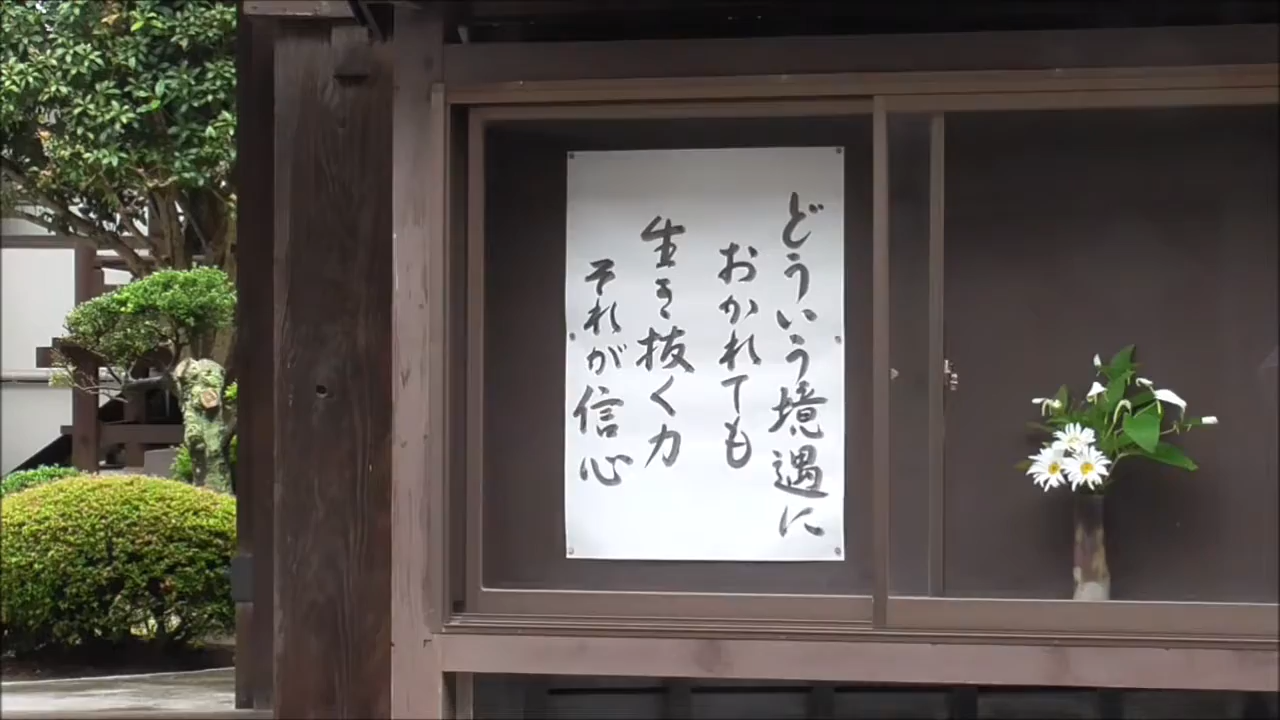 どういう境遇に
おかれても
生き抜く力
それが信心